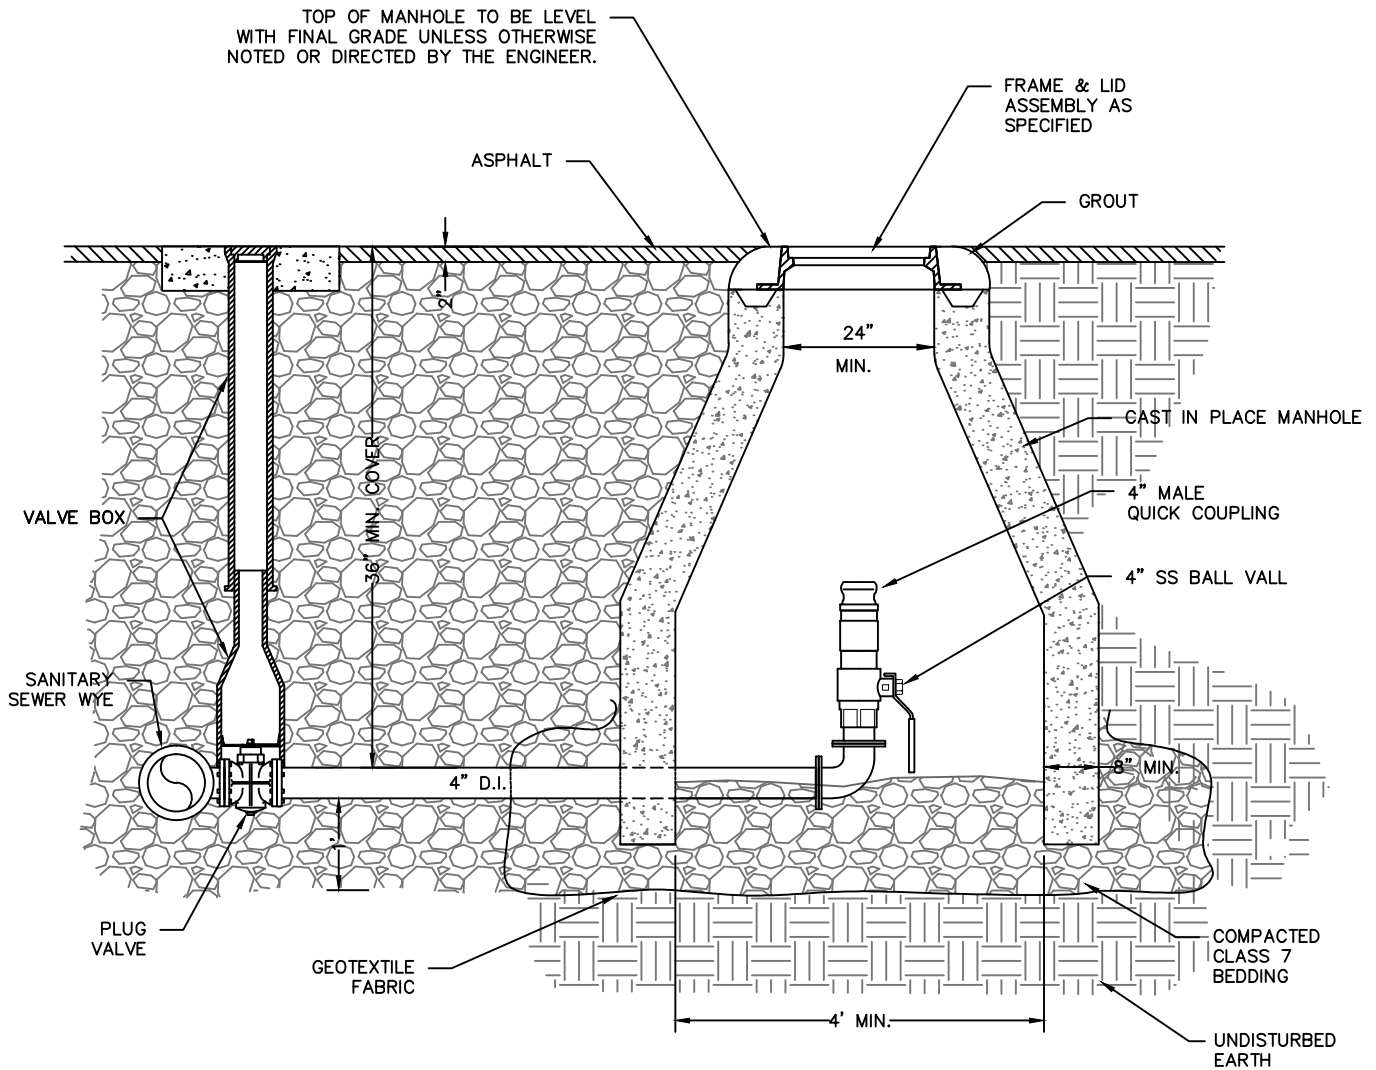 TOP OF MANHOLE TO BE LEVEL
WITH FINAL GRADE UNLESS OTHERWISE
NOTED OR DIRECTED BY THE ENGINEER.
FRAME & LID
ASSEMBLY AS
SPECIFIED
ASPHALT
GROUT
2"
24"
MIN.
CAST IN PLACE MANHOLE
36" MIN. COVER
4" MALE
QUICK COUPLING
VALVE BOX
4" SS BALL VALL
SANITARY
SEWER WYE
4" D.I.
8" MIN.
1'
PLUG
VALVE
GEOTEXTILE
FABRIC
COMPACTED
CLASS 7
BEDDING
4' MIN.
UNDISTURBED
EARTH